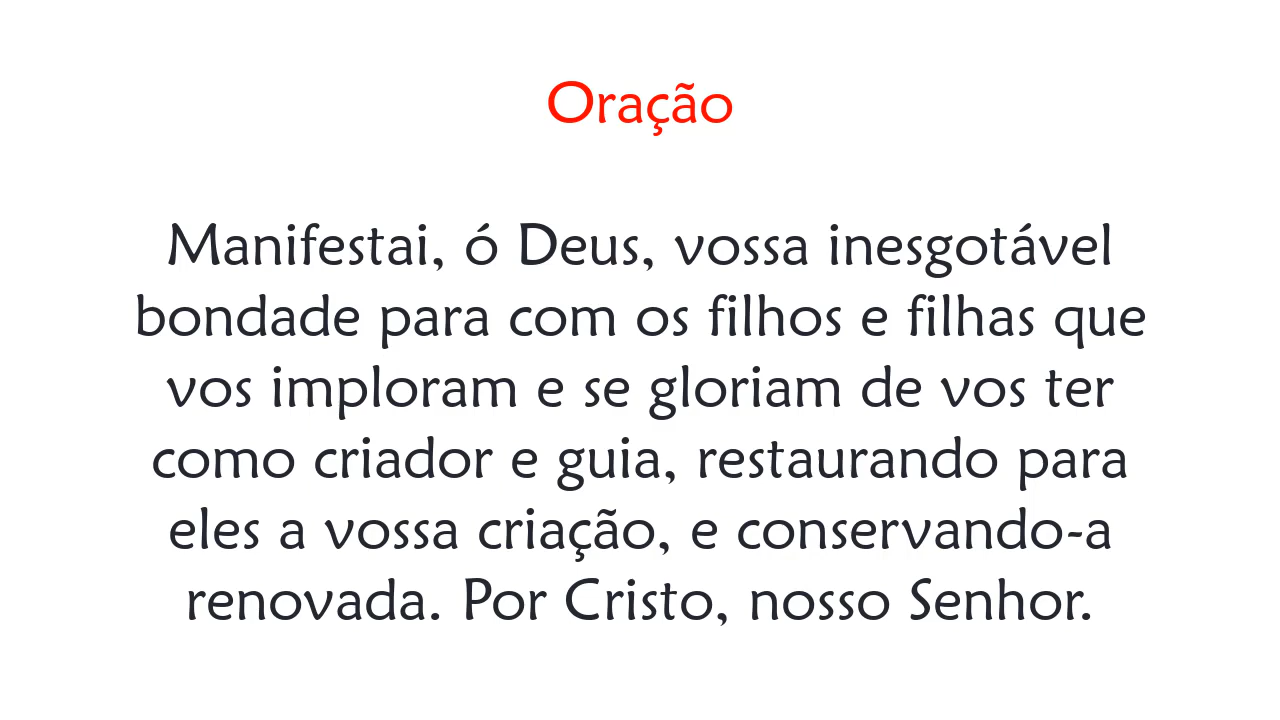 Oração
Manifestai, ó Deus, vossa inesgotável
bondade para com os filhos e filhas que
vos imploram e se gloriam de vos ter
como criador e guia, restaurando para
eles a vossa criação, e conservando-a
renovada. Por Cristo, nosso Senhor.